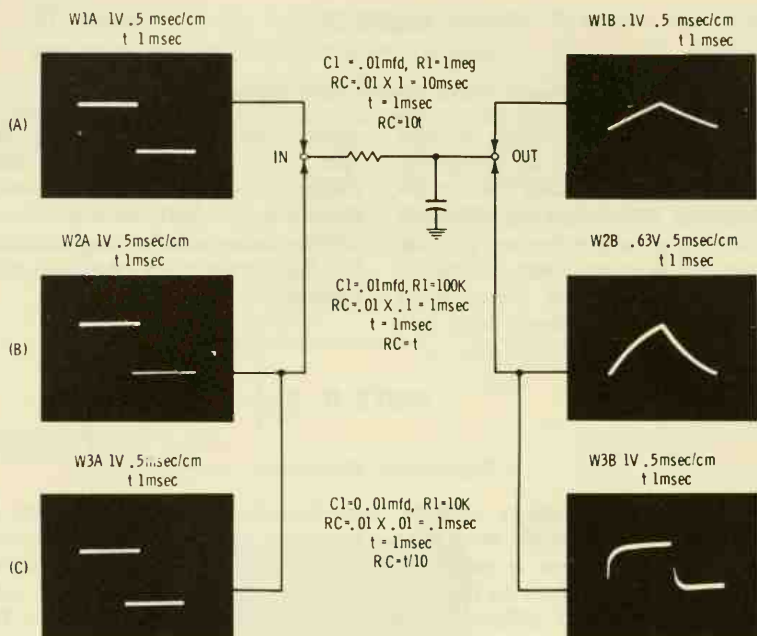 W1A 1V .5 msec/cm
t 1 msec
C1 = .01mfd, R1=1meg
RC=.01 X 1 = 10msec
t = 1msec
RC=10t
W1B .1V .5 msec/cm
t 1 msec
(A)
IN
OUT
W2A 1V .5msec/cm
t 1msec
C1=.01mfd, R1=100K
RC=.01 X .1 = 1msec
t = 1msec
RC=t
W2B .63V .5msec/cm
t 1 msec
(B)
W3A 1V .5msec/cm
t 1msec
C1=0.01mfd, R1=10K
RC=.01 X .01 = .1msec
t = 1msec
RC=t/10
W3B 1V .5msec/cm
t 1msec
(C)